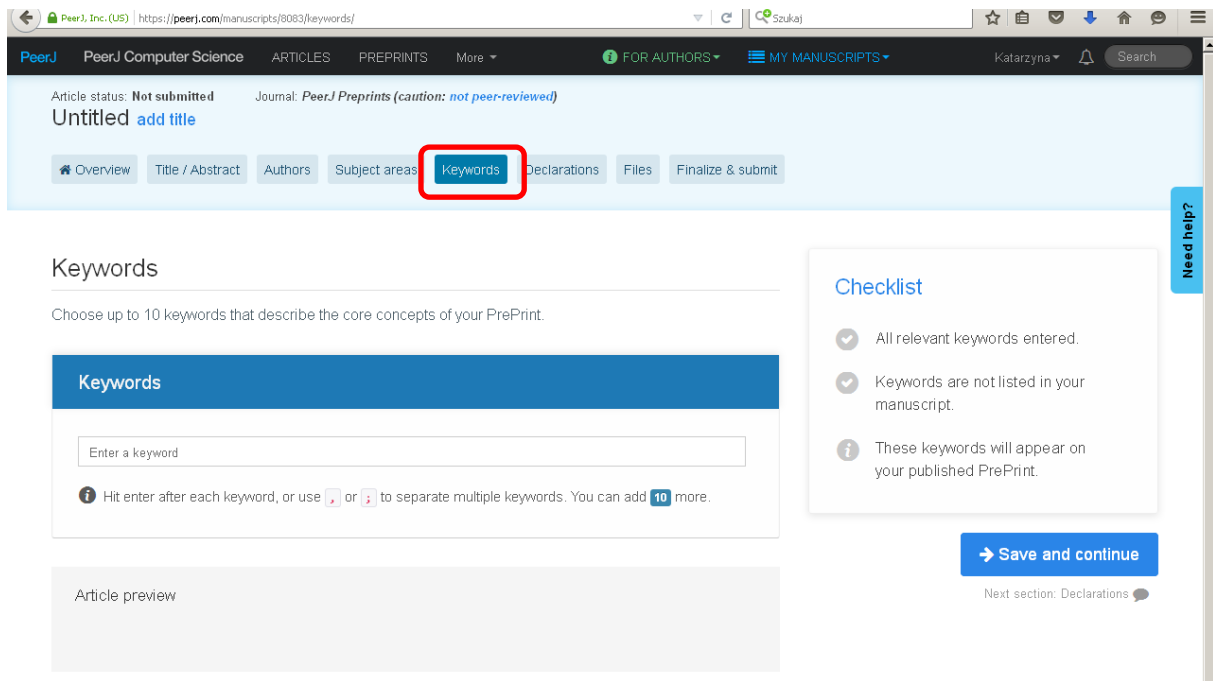 PeerJ, Inc. (US) https://peerj.com/manuscripts/8083/keywords/ Szukaj
PeerJ PeerJ Computer Science ARTICLES PREPRINTS More FOR AUTHORS MY MANUSCRIPTS Katarzyna Search
Article status: Not submitted Journal: PeerJ Preprints (caution: not peer-reviewed)
Untitled add title
Overview Title / Abstract Authors Subject areas Keywords Declarations Files Finalize & submit
Need help?
Keywords
Choose up to 10 keywords that describe the core concepts of your PrePrint.
Keywords
Enter a keyword
Hit enter after each keyword, or use , or ; to separate multiple keywords. You can add 10 more.
Article preview
Checklist
All relevant keywords entered.
Keywords are not listed in your
manuscript.
These keywords will appear on
your published PrePrint.
Save and continue
Next section: Declarations